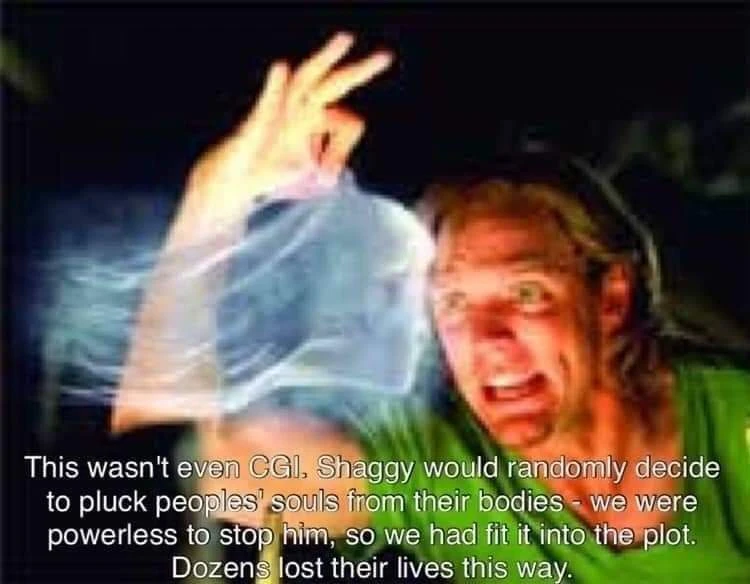 This wasn't even CGI. Shaggy would randomly decide
to pluck peoples' souls from their bodies - we were
powerless to stop him, so we had fit it into the plot.
Dozens lost their lives this way.